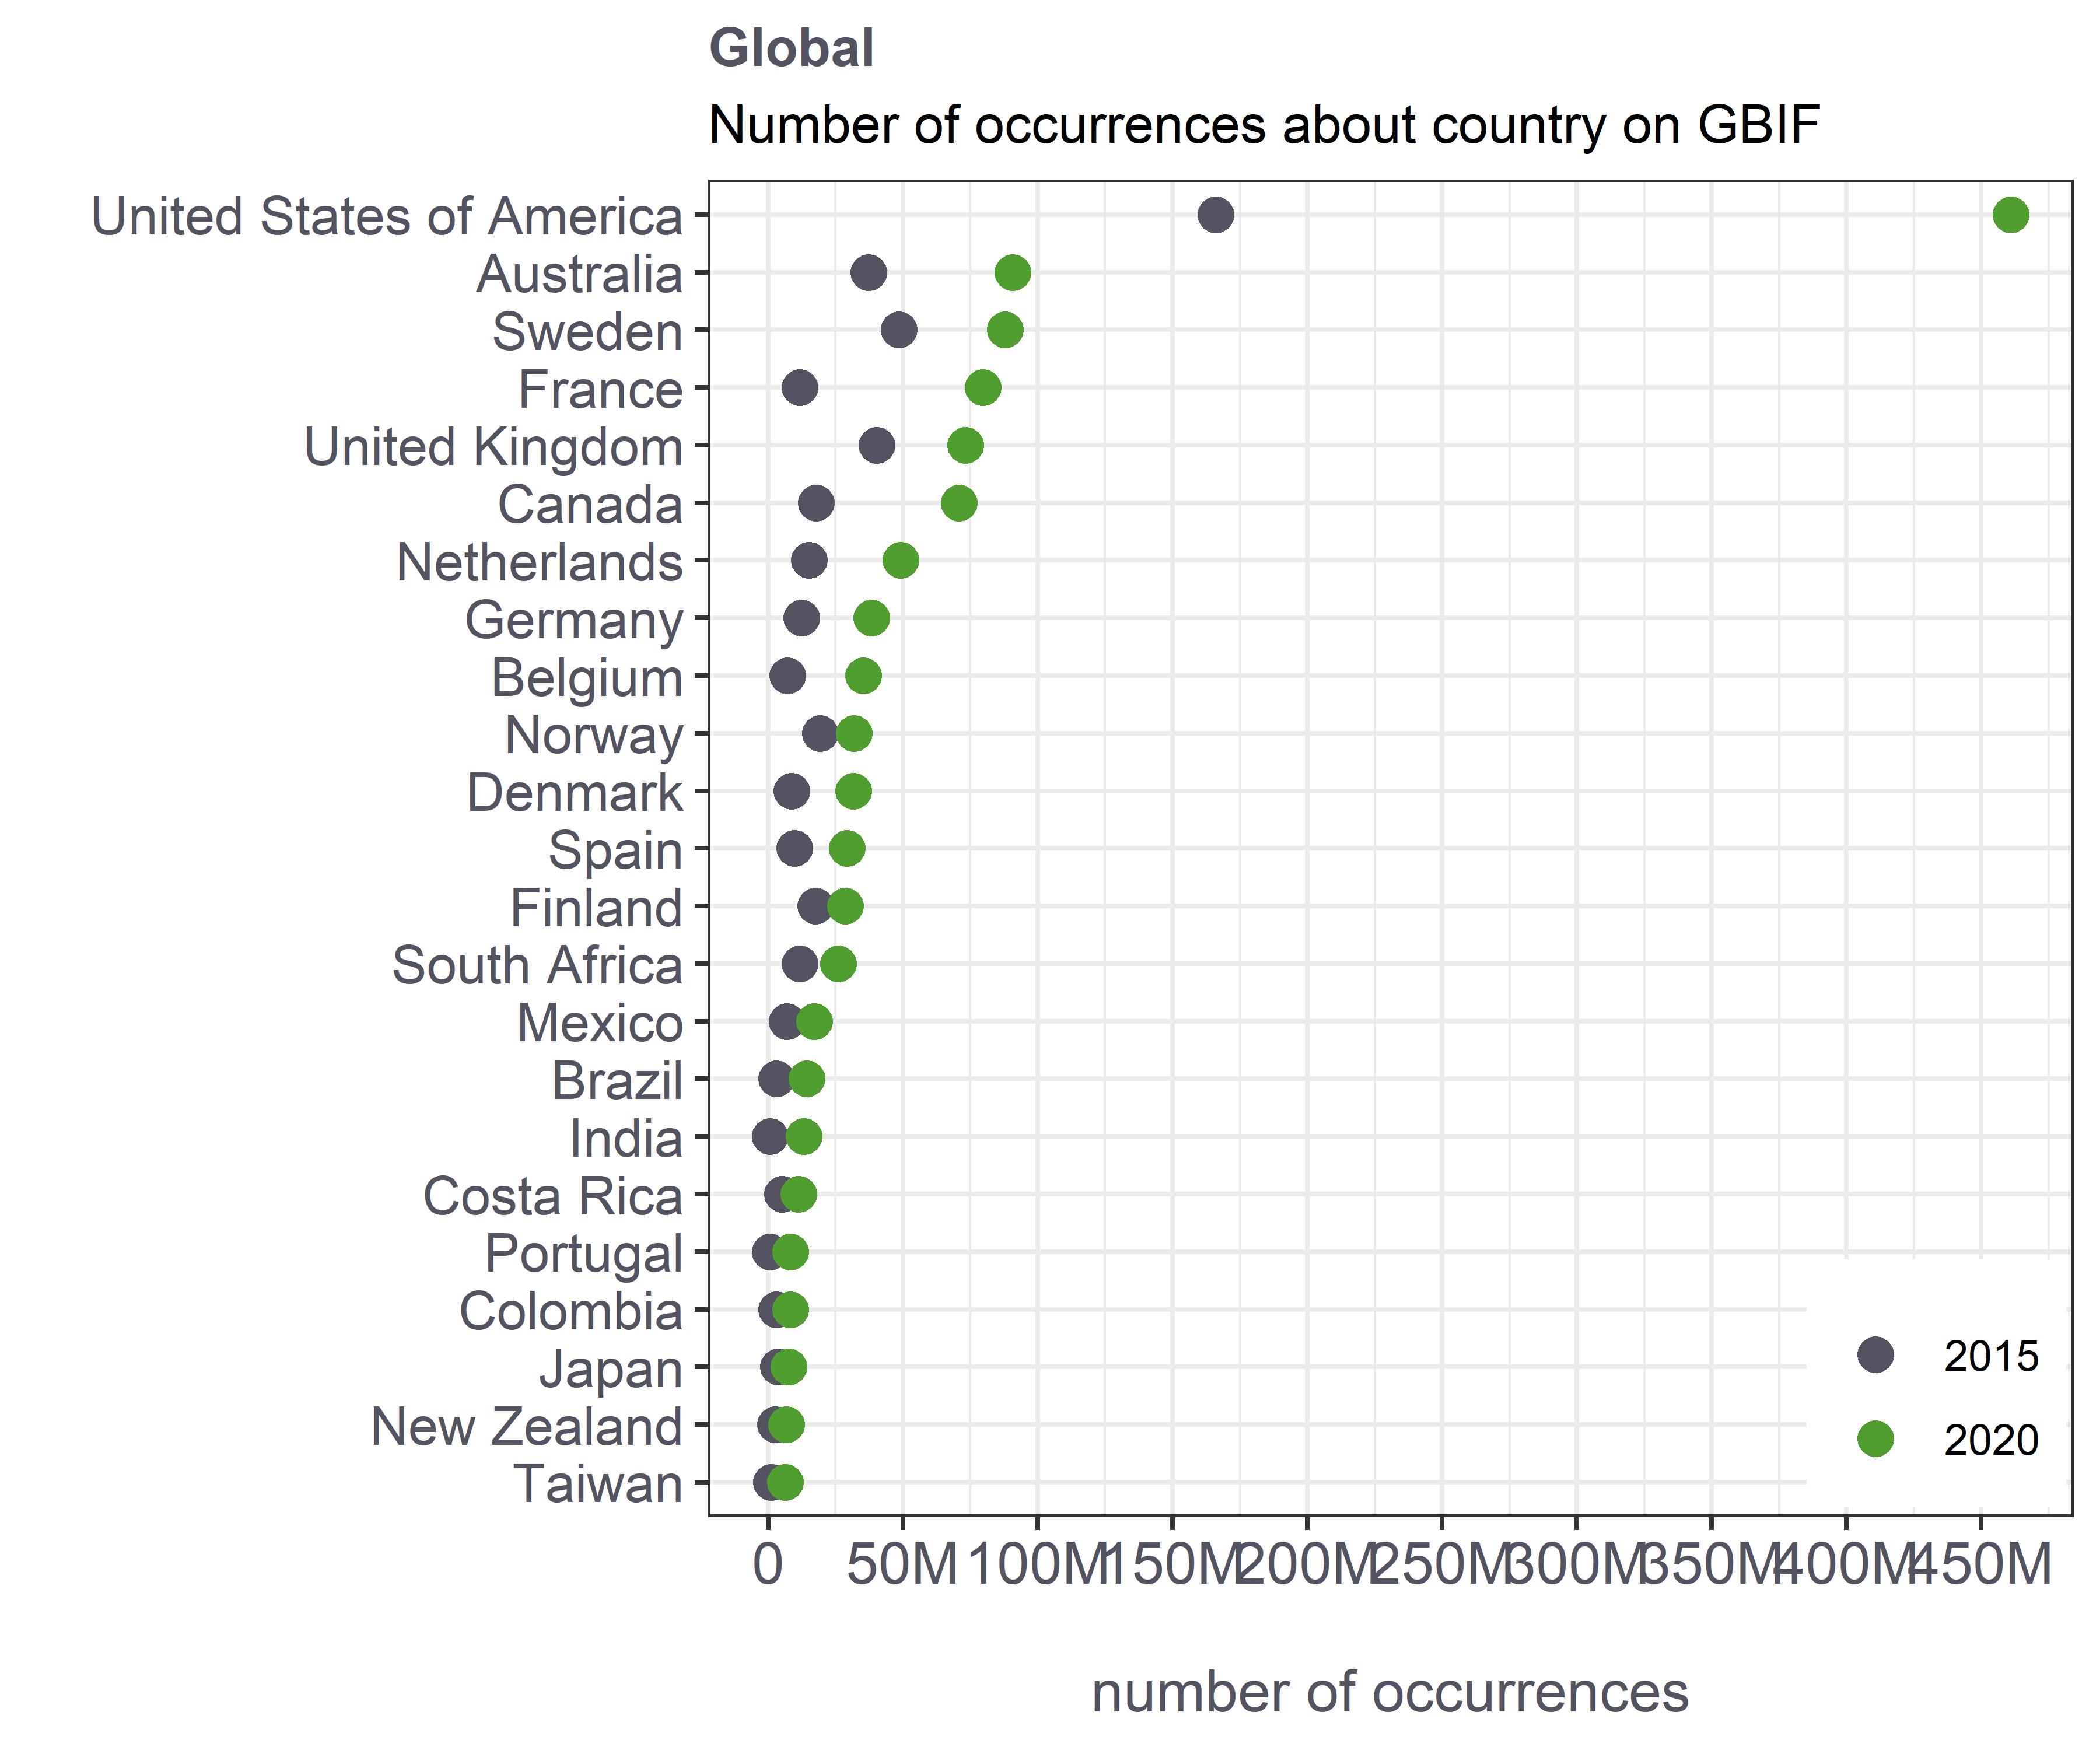 Global
Number of occurrences about country on GBIF
United States of America
Australia
Sweden
France
United Kingdom
Canada
Netherlands
Germany
Belgium
Norway
Denmark
Spain
Finland
South Africa
Mexico
Brazil
India
Costa Rica
Portugal
Colombia
Japan
New Zealand
Taiwan
2015
2020
0 50M 100M 150M 200M 250M 300M 350M 400M 450M
number of occurrences